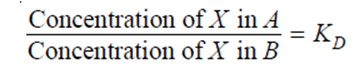 Concentration of X in A
Concentration of X in B
= K_D